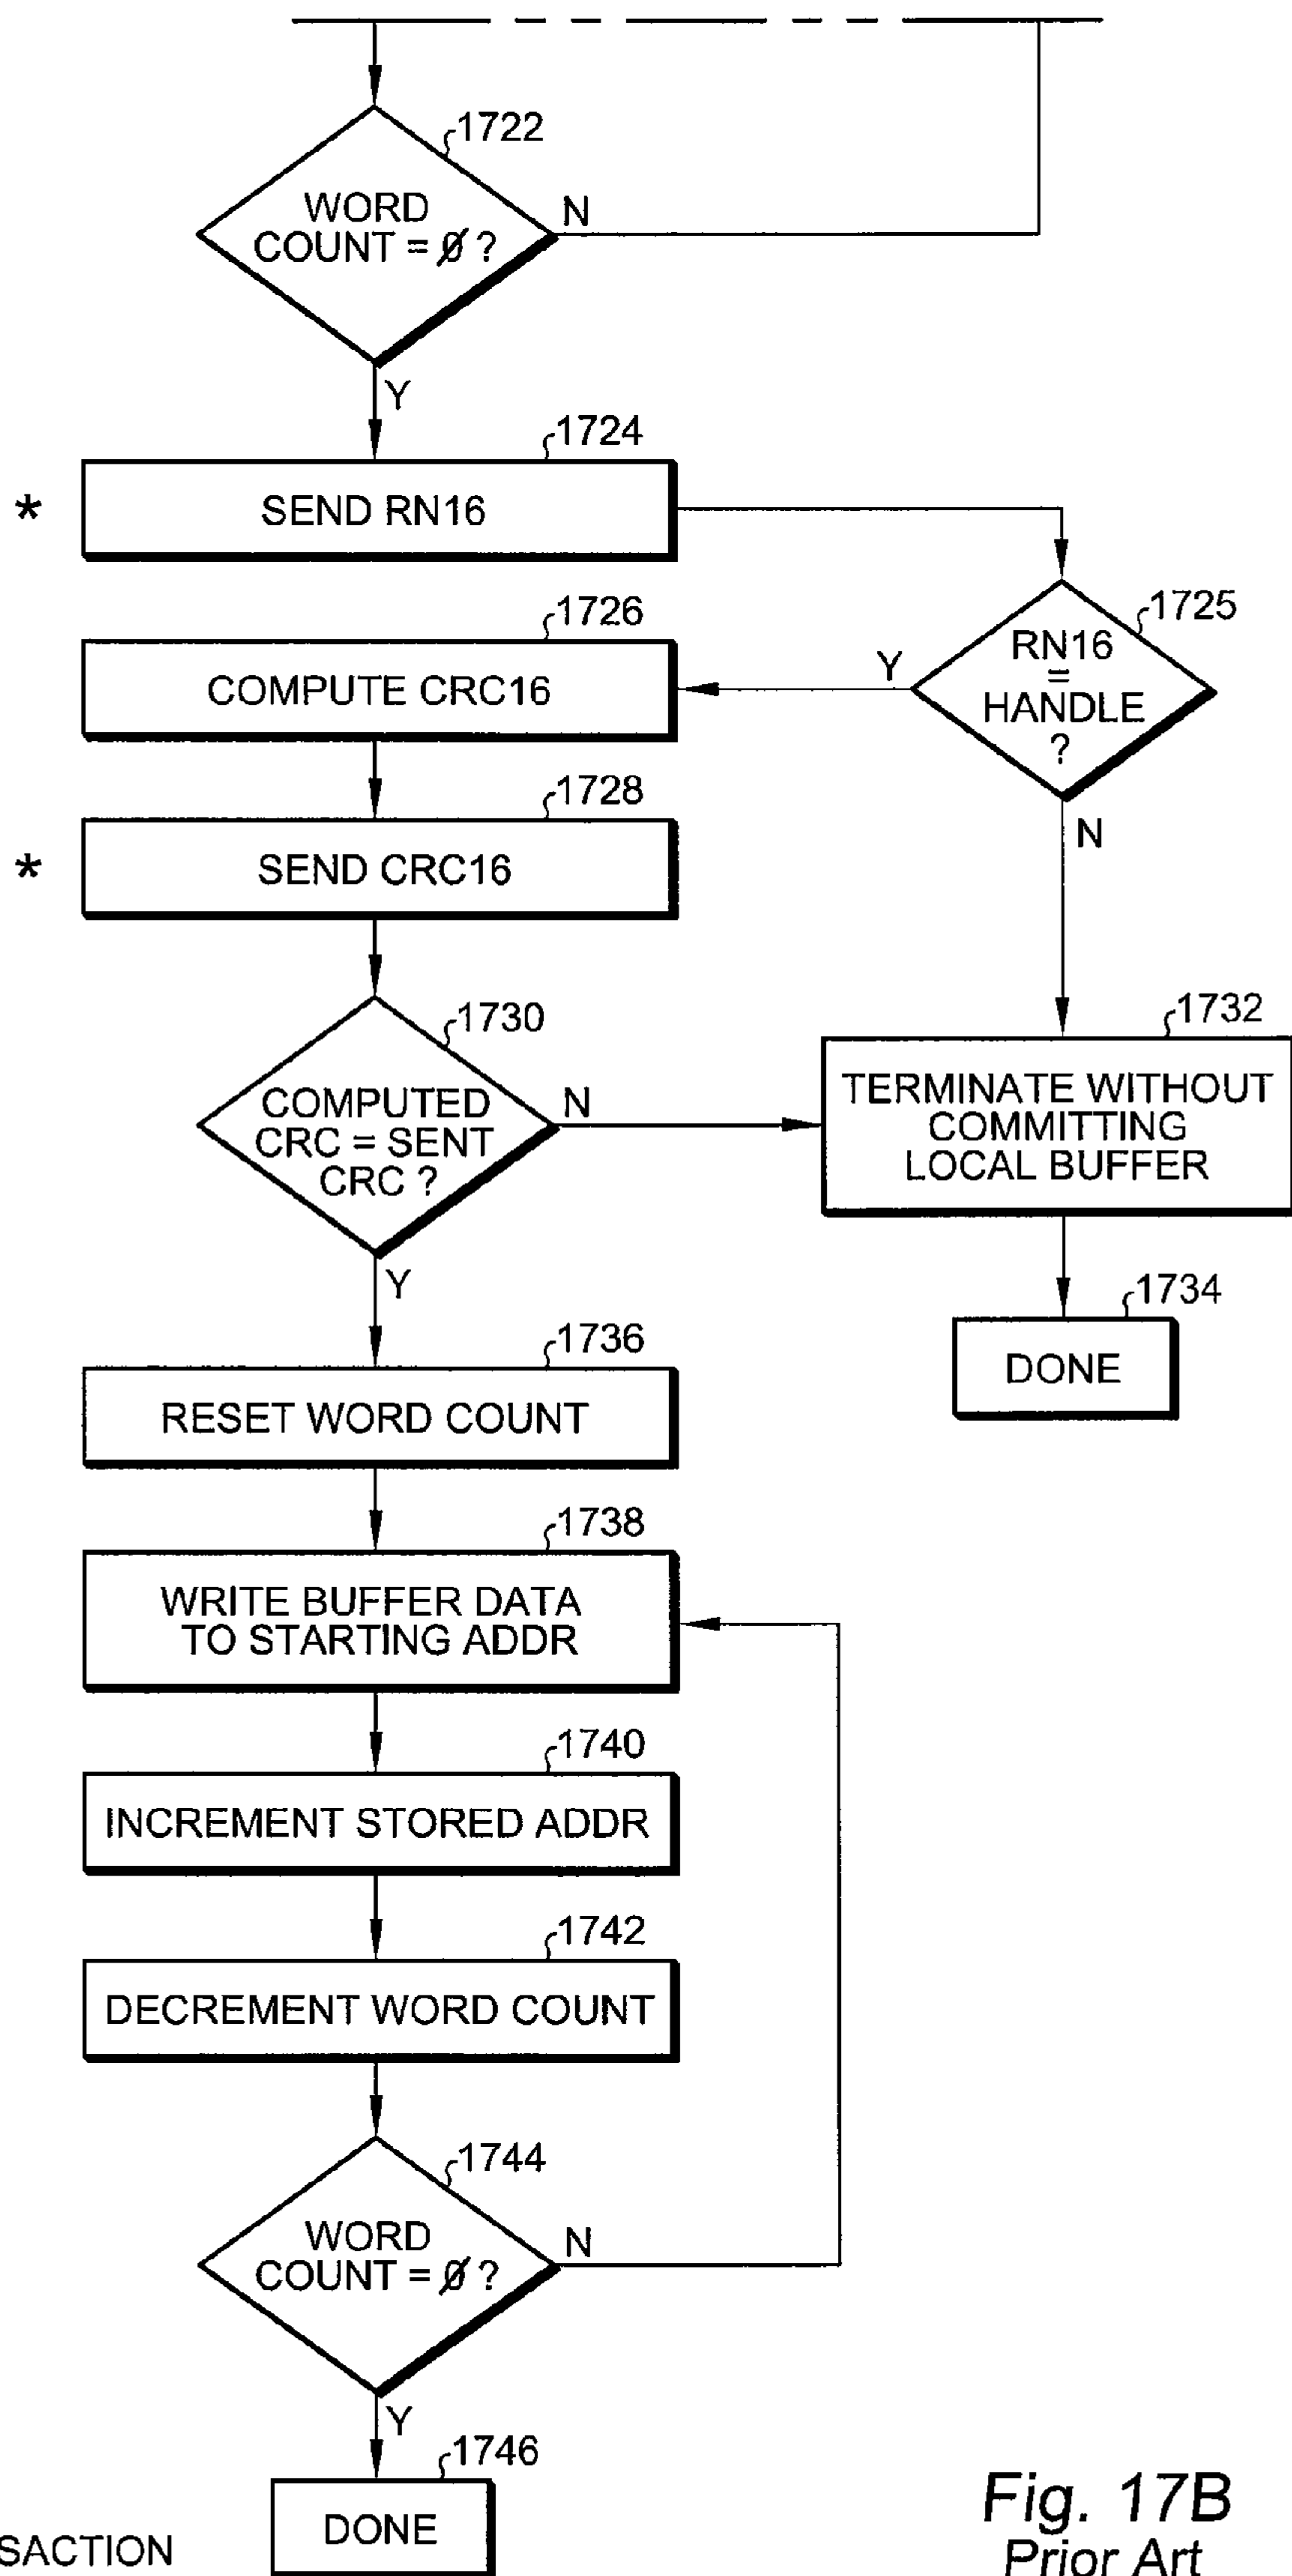 1722
WORD
COUNT = Ø ?
N
Y
1724
* SEND RN16
1725
RN16
=
HANDLE
?
Y
N
1726
COMPUTE CRC16
1728
* SEND CRC16
1730
COMPUTED
CRC = SENT
CRC ?
N
Y
1732
TERMINATE WITHOUT
COMMITTING
LOCAL BUFFER
1734
DONE
1736
RESET WORD COUNT
1738
WRITE BUFFER DATA
TO STARTING ADDR
1740
INCREMENT STORED ADDR
1742
DECREMENT WORD COUNT
1744
WORD
COUNT = Ø ?
N
Y
1746
DONE
SACTION
Fig. 17B
Prior Art